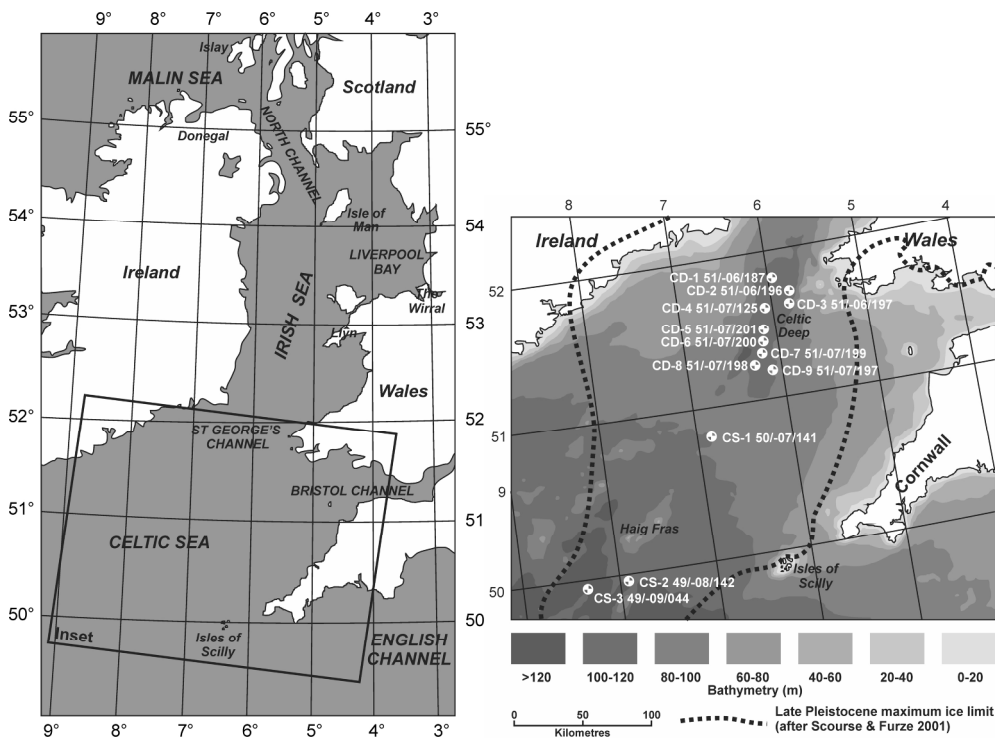 9° 8° 7° 6° 5° 4° 3°
Islay
MALIN SEA
Scotland
55°
55°
NORTH CHANNEL
Donegal
54°
54
Isle of
Man
LIVERPOOL
BAY
Ireland
The
Wirral
IRISH SEA
53°
53
Llyn
Wales
52°
52
ST GEORGE'S
CHANNEL
BRISTOL CHANNEL
51°
51
CELTIC SEA
50°
50
Inset
Isles of
Scilly
ENGLISH
CHANNEL
9° 8° 7° 6° 5° 4° 3°
8 7 6 5 4
Ireland
Wales
52
CD-1 51/-06/187
CD-2 51/-06/196
CD-3 51/-06/197
CD-4 51/-07/125
Celtic
Deep
CD-5 51/-07/201
CD-6 51/-07/200
CD-7 51/-07/199
CD-8 51/-07/198
CD-9 51/-07/197
51
CS-1 50/-07/141
9
Cornwall
Haig Fras
Isles of
Scilly
50
CS-2 49/-08/142
CS-3 49/-09/044
>120 100-120 80-100 60-80 40-60 20-40 0-20
Bathymetry (m)
0 50 100
Kilometres
Late Pleistocene maximum ice limit
(after Scourse & Furze 2001)